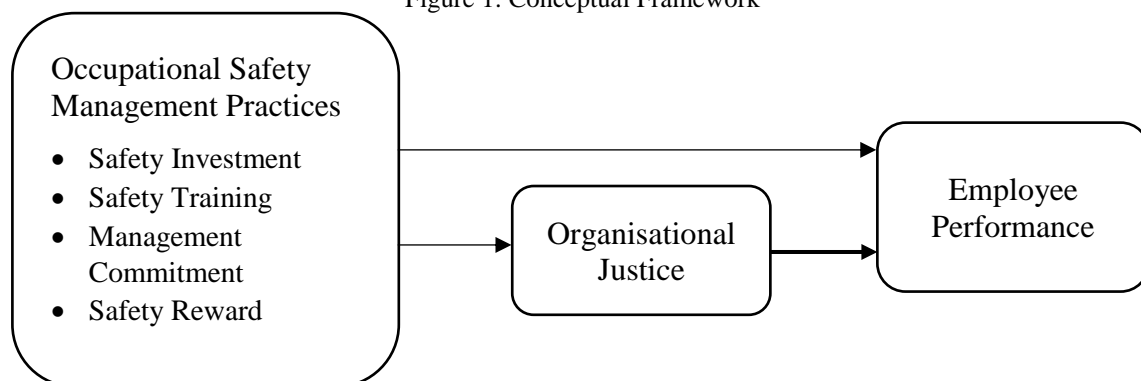 Figure 1: Conceptual Framework
Occupational Safety
Management Practices
• Safety Investment
• Safety Training
• Management
Commitment
• Safety Reward
Organisational
Justice
Employee
Performance